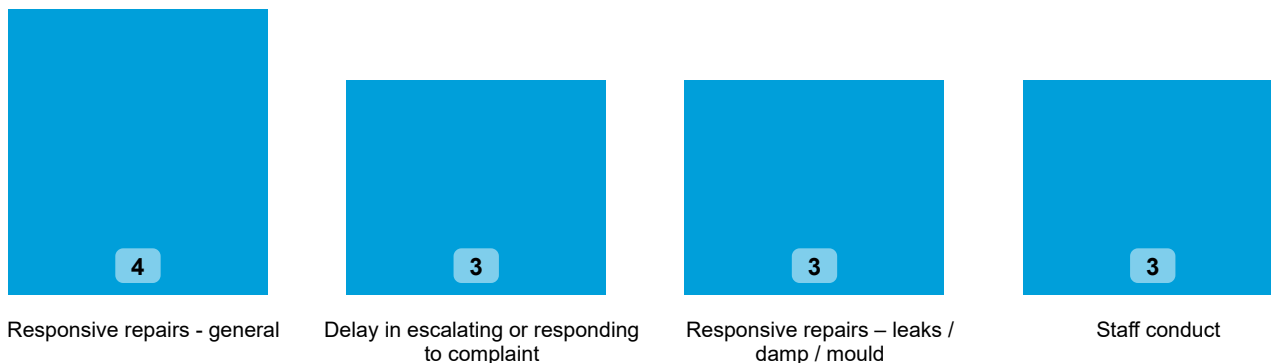 4
3
3
3
Responsive repairs - general
Delay in escalating or responding
to complaint
Responsive repairs – leaks /
damp / mould
Staff conduct